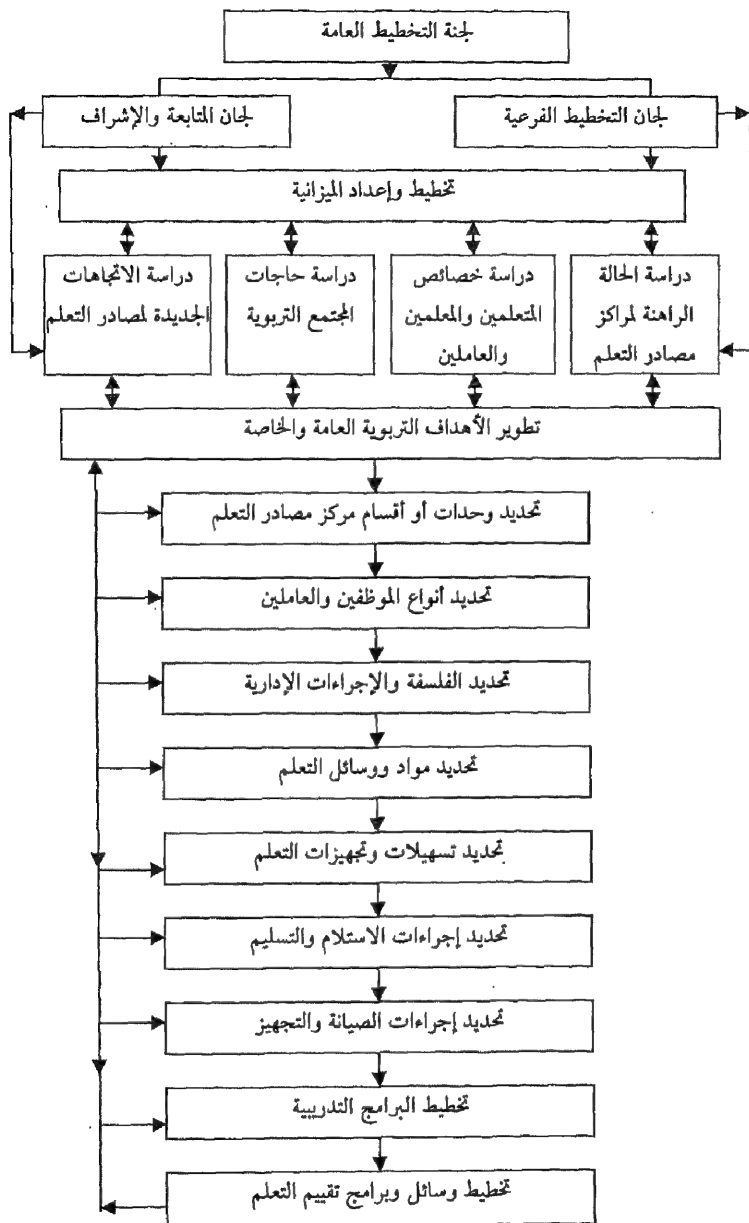 لجنة التخطيط العامة
لجان التخطيط الفرعية
لجان المتابعة والإشراف
تخطيط وإعداد الميزانية
دراسة الحالة
الراهنة لمراكز
مصادر التعلم
دراسة خصائص
المتعلمين والمعلمين
والعاملين
دراسة حاجات
المجتمع التربوية
دراسة الاتجاهات
الجديدة لمصادر التعلم
تطوير الأهداف التربوية العامة والخاصة
تحديد وحدات أو أقسام مركز مصادر التعلم
تحديد أنواع الموظفين والعاملين
تحديد الفلسفة والإجراءات الإدارية
تحديد مواد ووسائل التعلم
تحديد تسهيلات وتجهيزات التعلم
تحديد إجراءات الاستلام والتسليم
تحديد إجراءات الصيانة والتجهيز
تخطيط البرامج التدريبية
تخطيط وسائل وبرامج تقييم التعلم